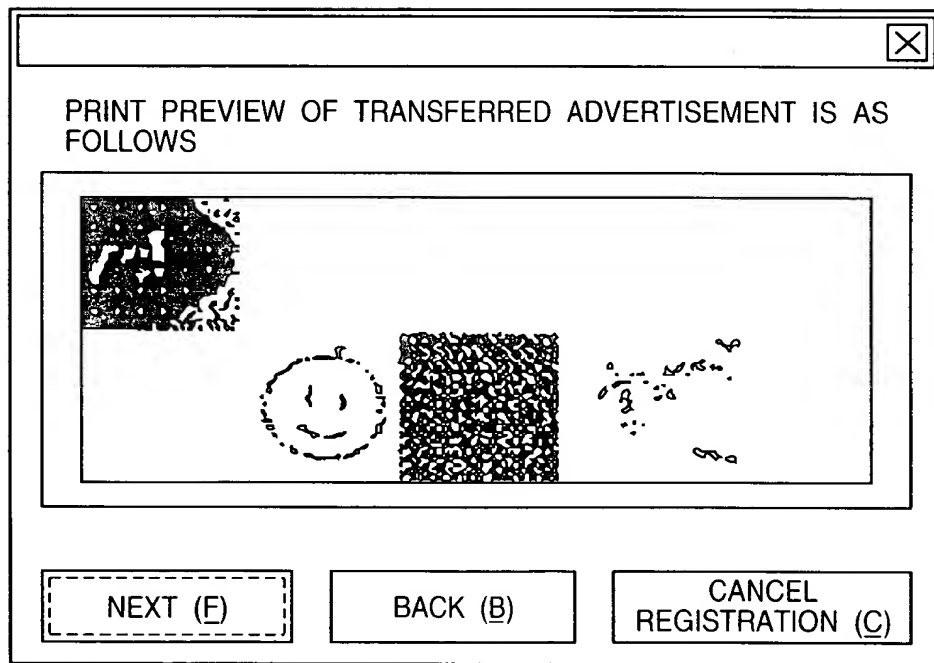 PRINT PREVIEW OF TRANSFERRED ADVERTISEMENT IS AS
FOLLOWS
NEXT (F)
BACK (B)
CANCEL
REGISTRATION (C)